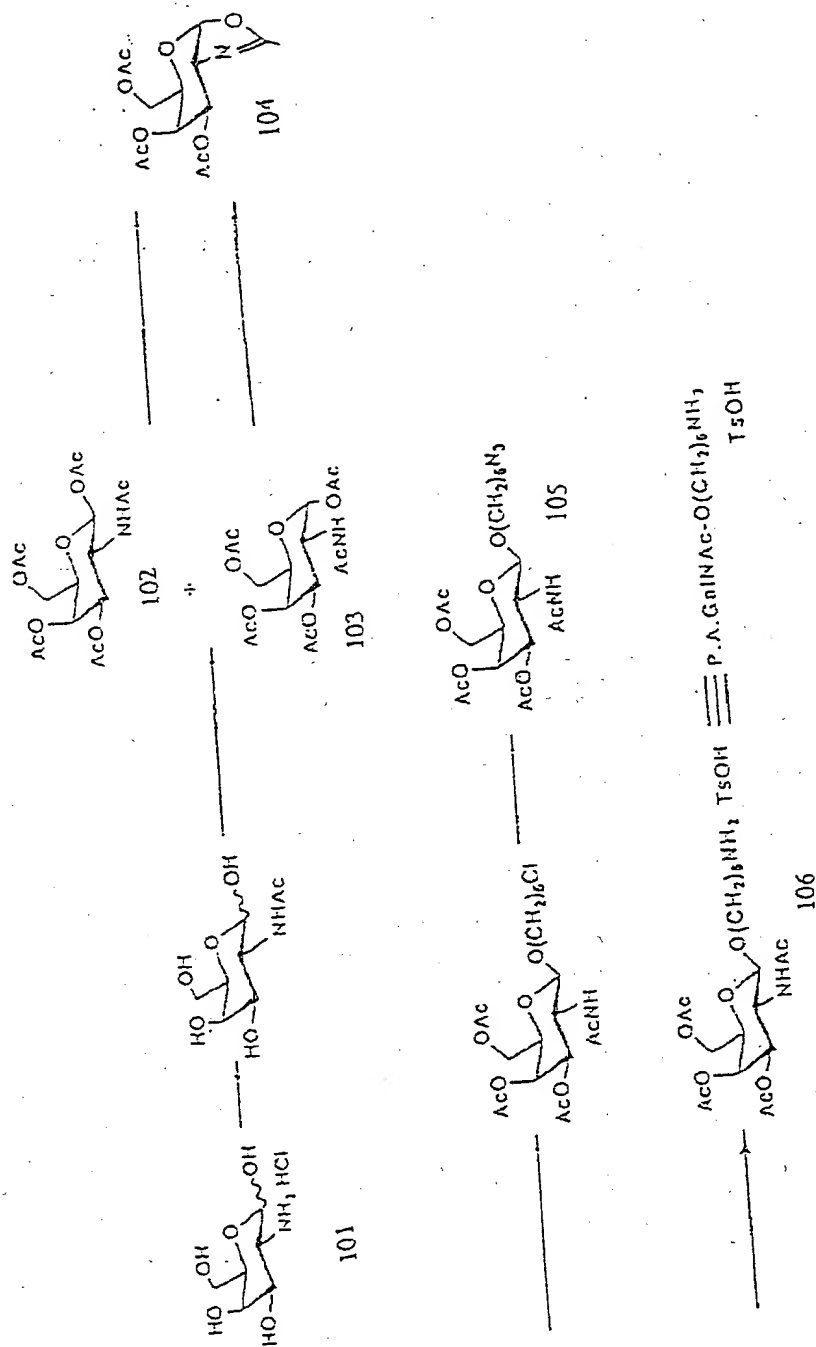 HO OH
HO O
NH, HCl OH
101
HO OH
HO O
NHAc OH
AcO OAc
AcO O OAc
NHAc
102
+
AcO OAc
AcO O
AcNH OAc
103
AcO OAc
AcO O O
N
104
AcO OAc
AcO O O(CH2)6Cl
AcNH
AcO OAc
AcO O O(CH2)6N3
AcNH
105
AcO OAc
AcO O O(CH2)6NH2 TsOH ≡ P.A.GalNAc-O(CH2)6NH2
NHAc TsOH
106